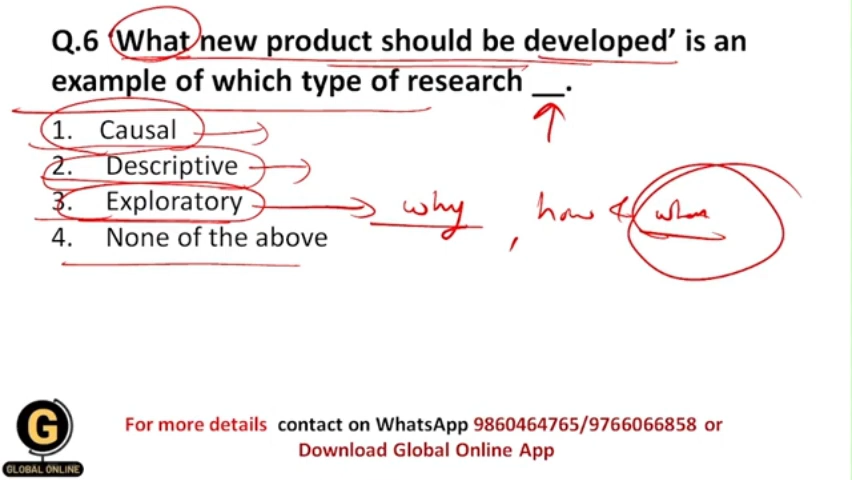 Q.6 'What new product should be developed' is an
example of which type of research __.
1. Causal
2. Descriptive
3. Exploratory why, how &
4. None of the above
G
GLOBAL ONLINE
For more details contact on WhatsApp 9860464765/9766066858 or
Download Global Online App